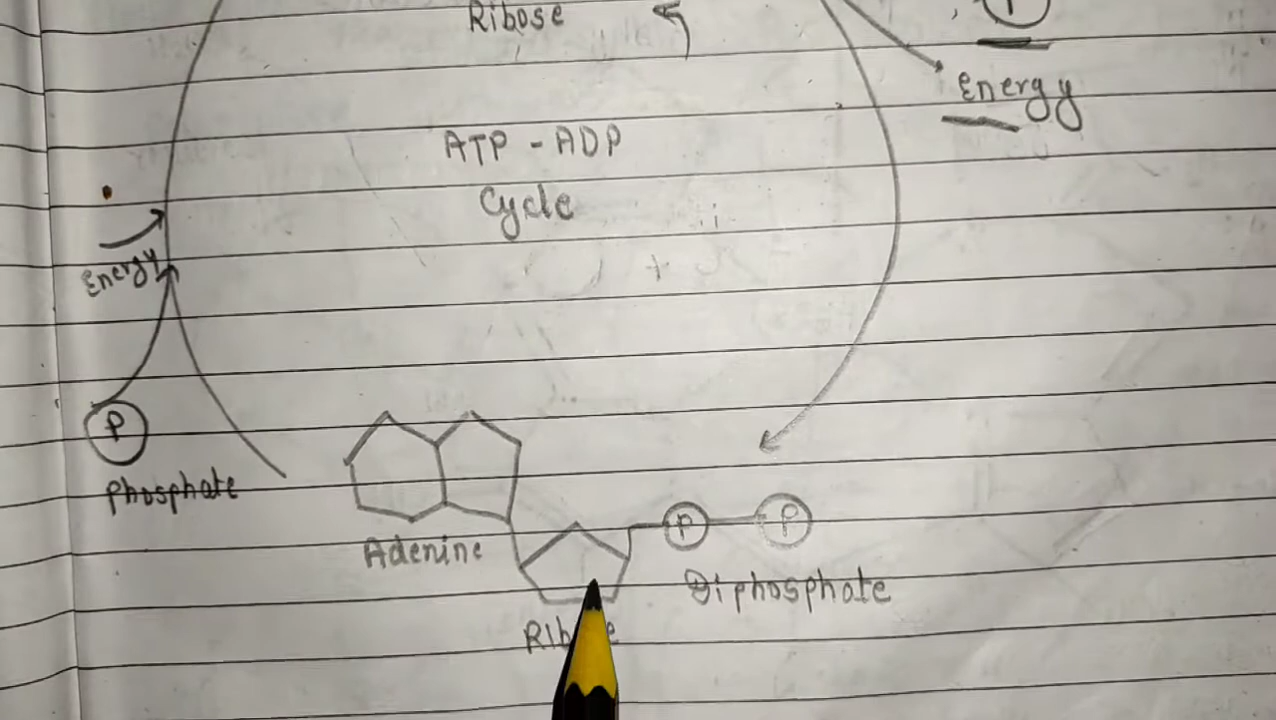 Ribose
P
Energy
ATP - ADP
Cycle
Energy
P
Phosphate
Adenine
P
P
Diphosphate